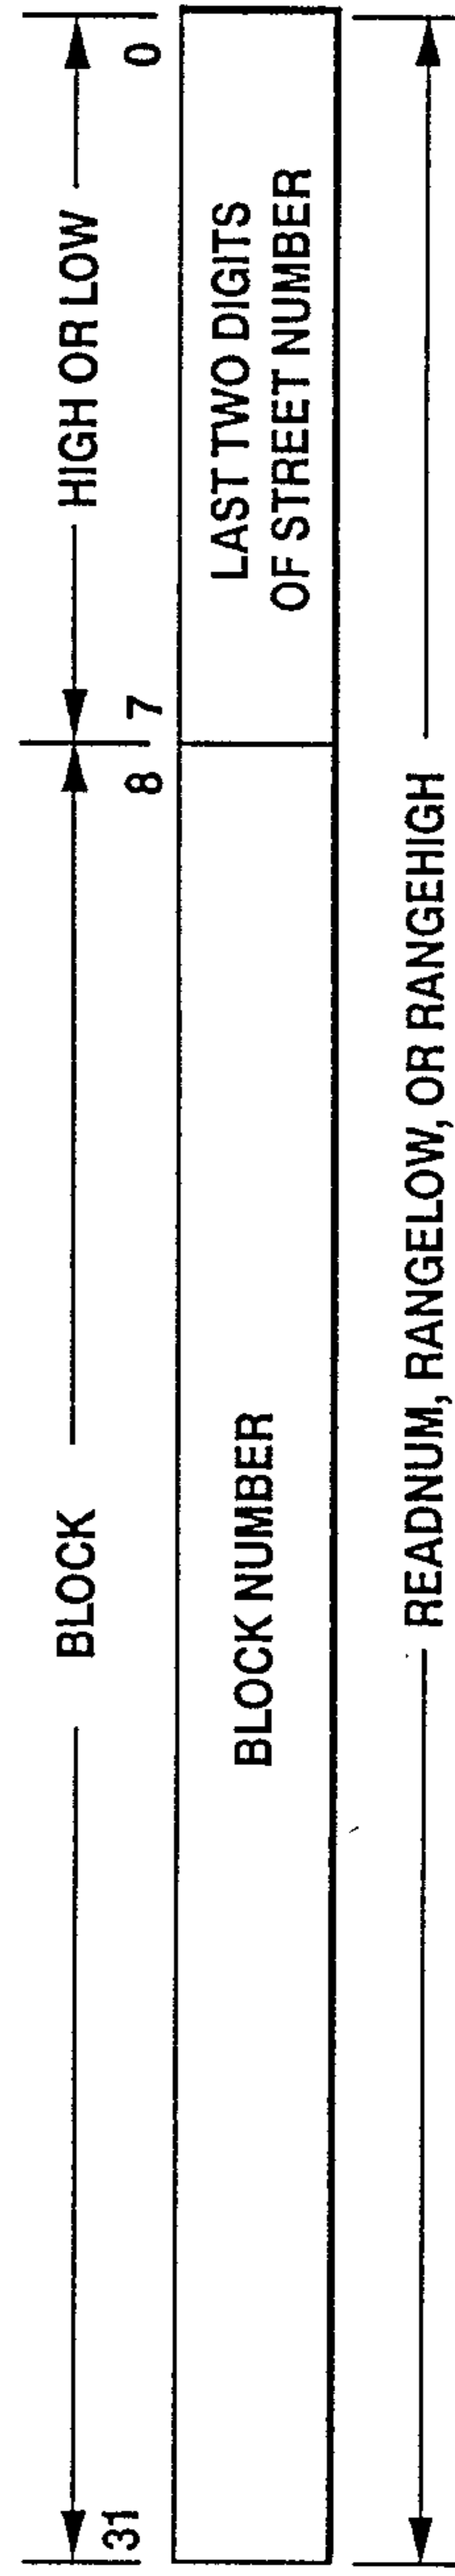 BLOCK HIGH OR LOW
31 8 7 0
BLOCK NUMBER
LAST TWO DIGITS
OF STREET NUMBER
READNUM, RANGELOW, OR RANGEHIGH